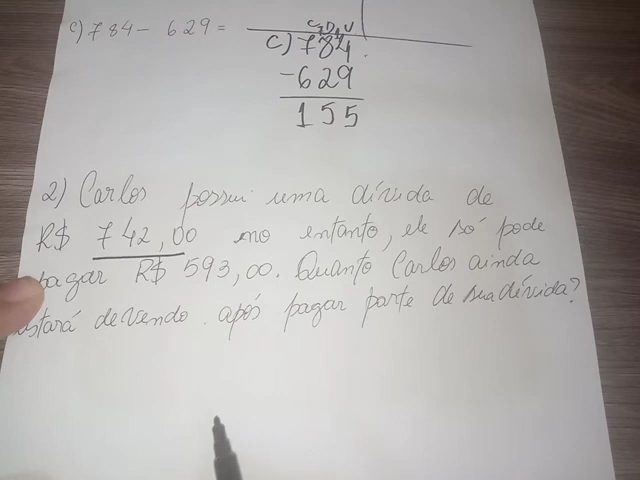 c) 784 - 629 =
C D U
c) 784
- 629
155
2) Carlos possui uma dívida de
R$ 742,00 no entanto, ele só pode
pagar R$ 593,00. Quanto Carlos ainda
estará devendo. após pagar parte de sua dívida?